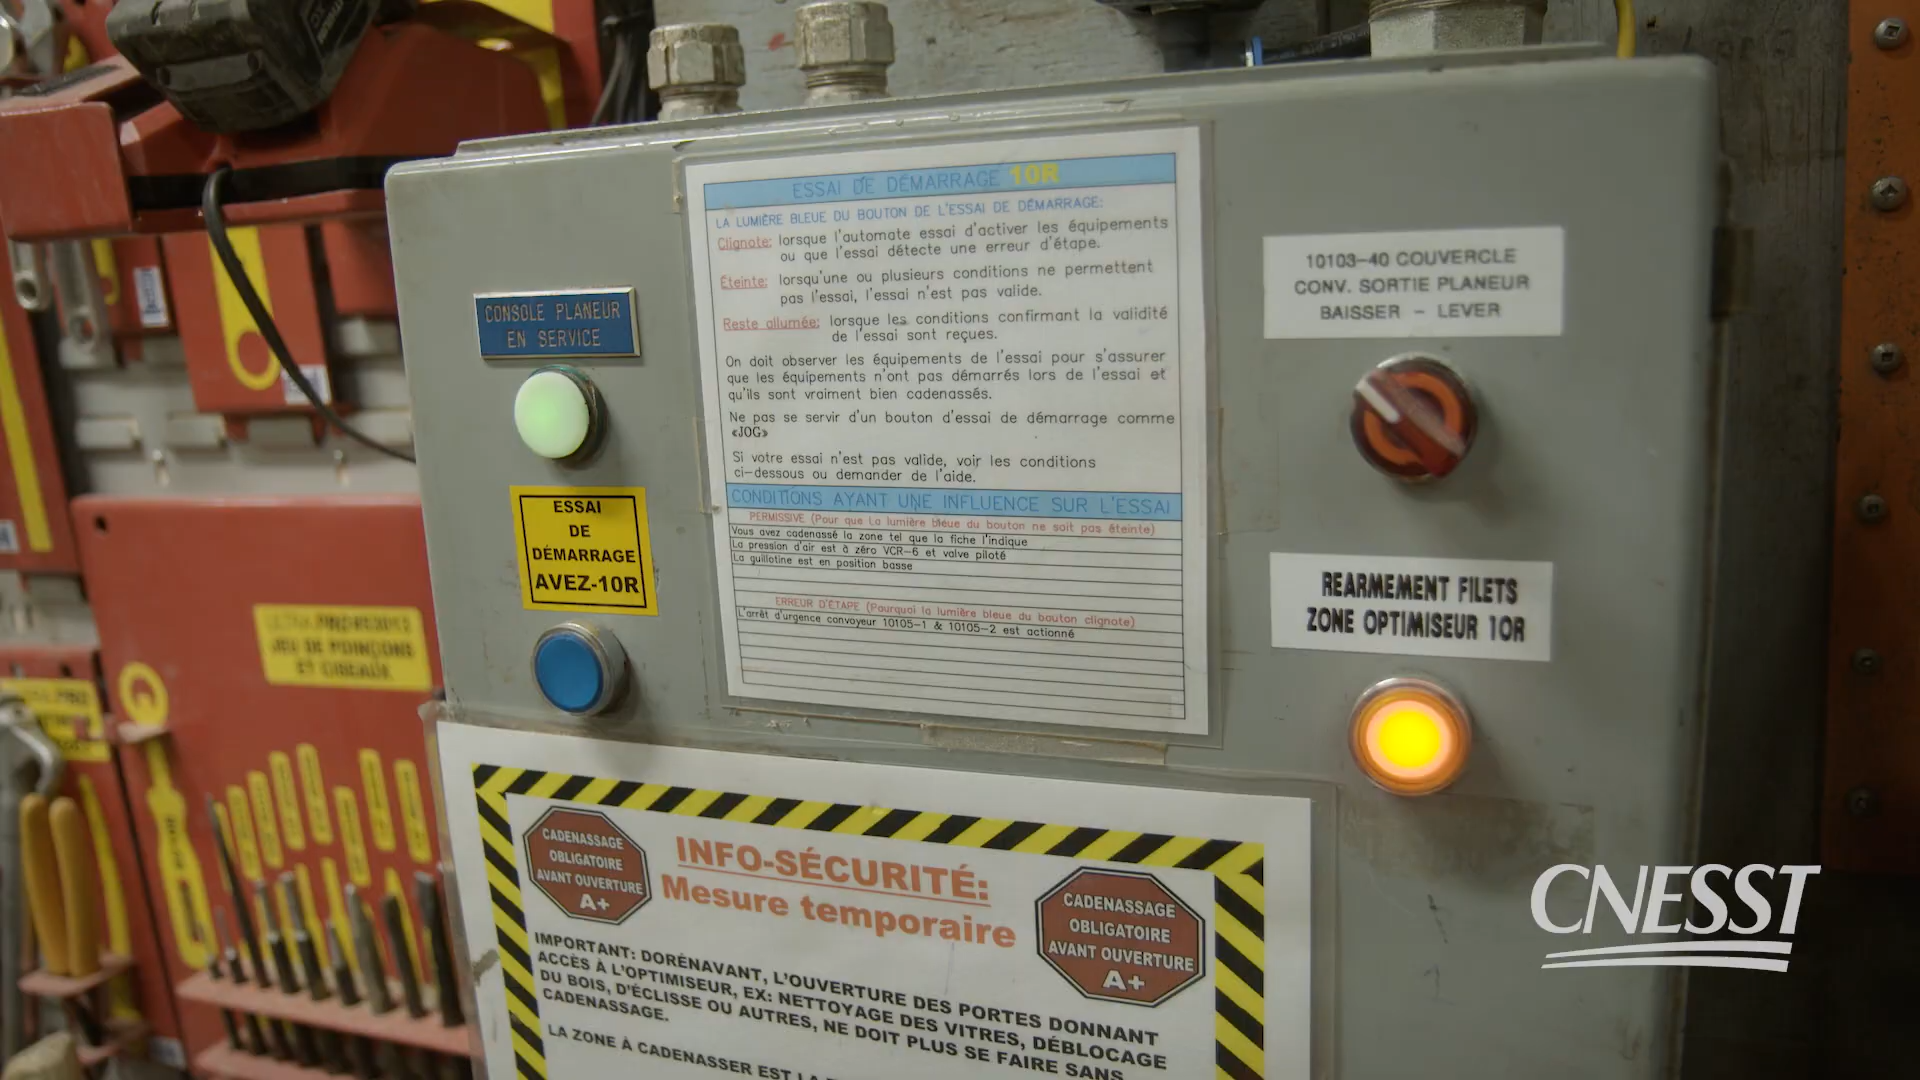 CONSOLE PLANEUR
EN SERVICE
ESSAI
DE
DÉMARRAGE
AVEZ-10R
ESSAI DE DÉMARRAGE 10R
LA LUMIÈRE BLEUE DU BOUTON DE L'ESSAI DE DÉMARRAGE:
Clignote: lorsque l'automate essai d'activer les équipements
ou que l'essai détecte une erreur d'étape.
Éteinte: lorsqu'une ou plusieurs conditions ne permettent
pas l'essai, l'essai n'est pas valide.
Reste allumée: lorsque les conditions confirmant la validité
de l'essai sont reçues.
On doit observer les équipements de l'essai pour s'assurer
que les équipements n'ont pas démarrés lors de l'essai et
qu'ils sont vraiment bien cadenassés.
Ne pas se servir d'un bouton d'essai de démarrage comme
«JOG»
Si votre essai n'est pas valide, voir les conditions
ci-dessous ou demander de l'aide.
CONDITIONS AYANT UNE INFLUENCE SUR L'ESSAI
PERMISSIVE (Pour que la lumière bleue du bouton ne soit pas éteinte)
Vous avez cadenassé la zone tel que la fiche l'indique
La pression d'air est à zéro VCR-6 et valve piloté
La guillotine est en position basse
ERREUR D'ÉTAPE (Pourquoi la lumière bleue du bouton clignote)
L'arrêt d'urgence convoyeur 10105-1 & 10105-2 est actionné
10103-40 COUVERCLE
CONV. SORTIE PLANEUR
BAISSER - LEVER
REARMEMENT FILETS
ZONE OPTIMISEUR 10R
JEU DE POINÇONS
ET CISEAUX
CADENASSAGE
OBLIGATOIRE
AVANT OUVERTURE
A+
INFO-SÉCURITÉ:
Mesure temporaire
CADENASSAGE
OBLIGATOIRE
AVANT OUVERTURE
A+
IMPORTANT: DORÉNAVANT, L'OUVERTURE DES PORTES DONNANT
ACCÈS À L'OPTIMISEUR, EX: NETTOYAGE DES VITRES, DÉBLOCAGE
DU BOIS, D'ÉCLISSE OU AUTRES, NE DOIT PLUS SE FAIRE SANS
CADENASSAGE.
LA ZONE À CADENASSER EST LA
CNESST